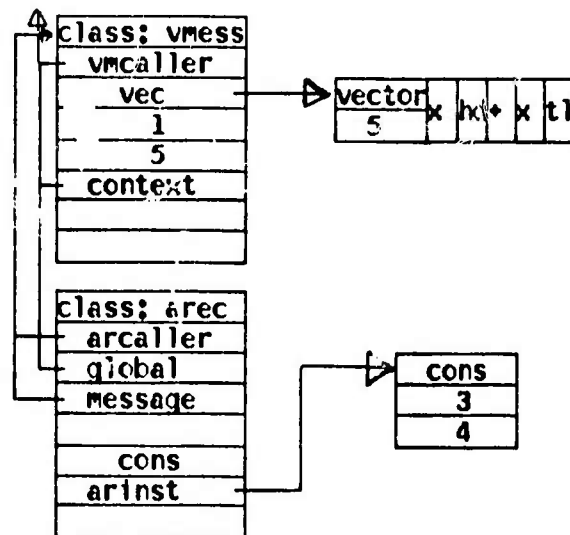 class: vmess
vmcaller
vec
1
5
context
vector
5
x
+
x
tl
class: arec
arcaller
global
message
cons
arinst
cons
3
4